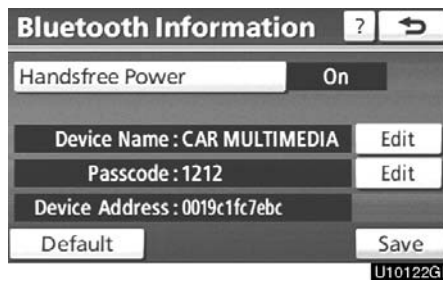 Bluetooth Information ?
Handsfree Power On
Device Name : CAR MULTIMEDIA Edit
Passcode : 1212 Edit
Device Address : 0019c1fc7ebc
Default Save
U10122G